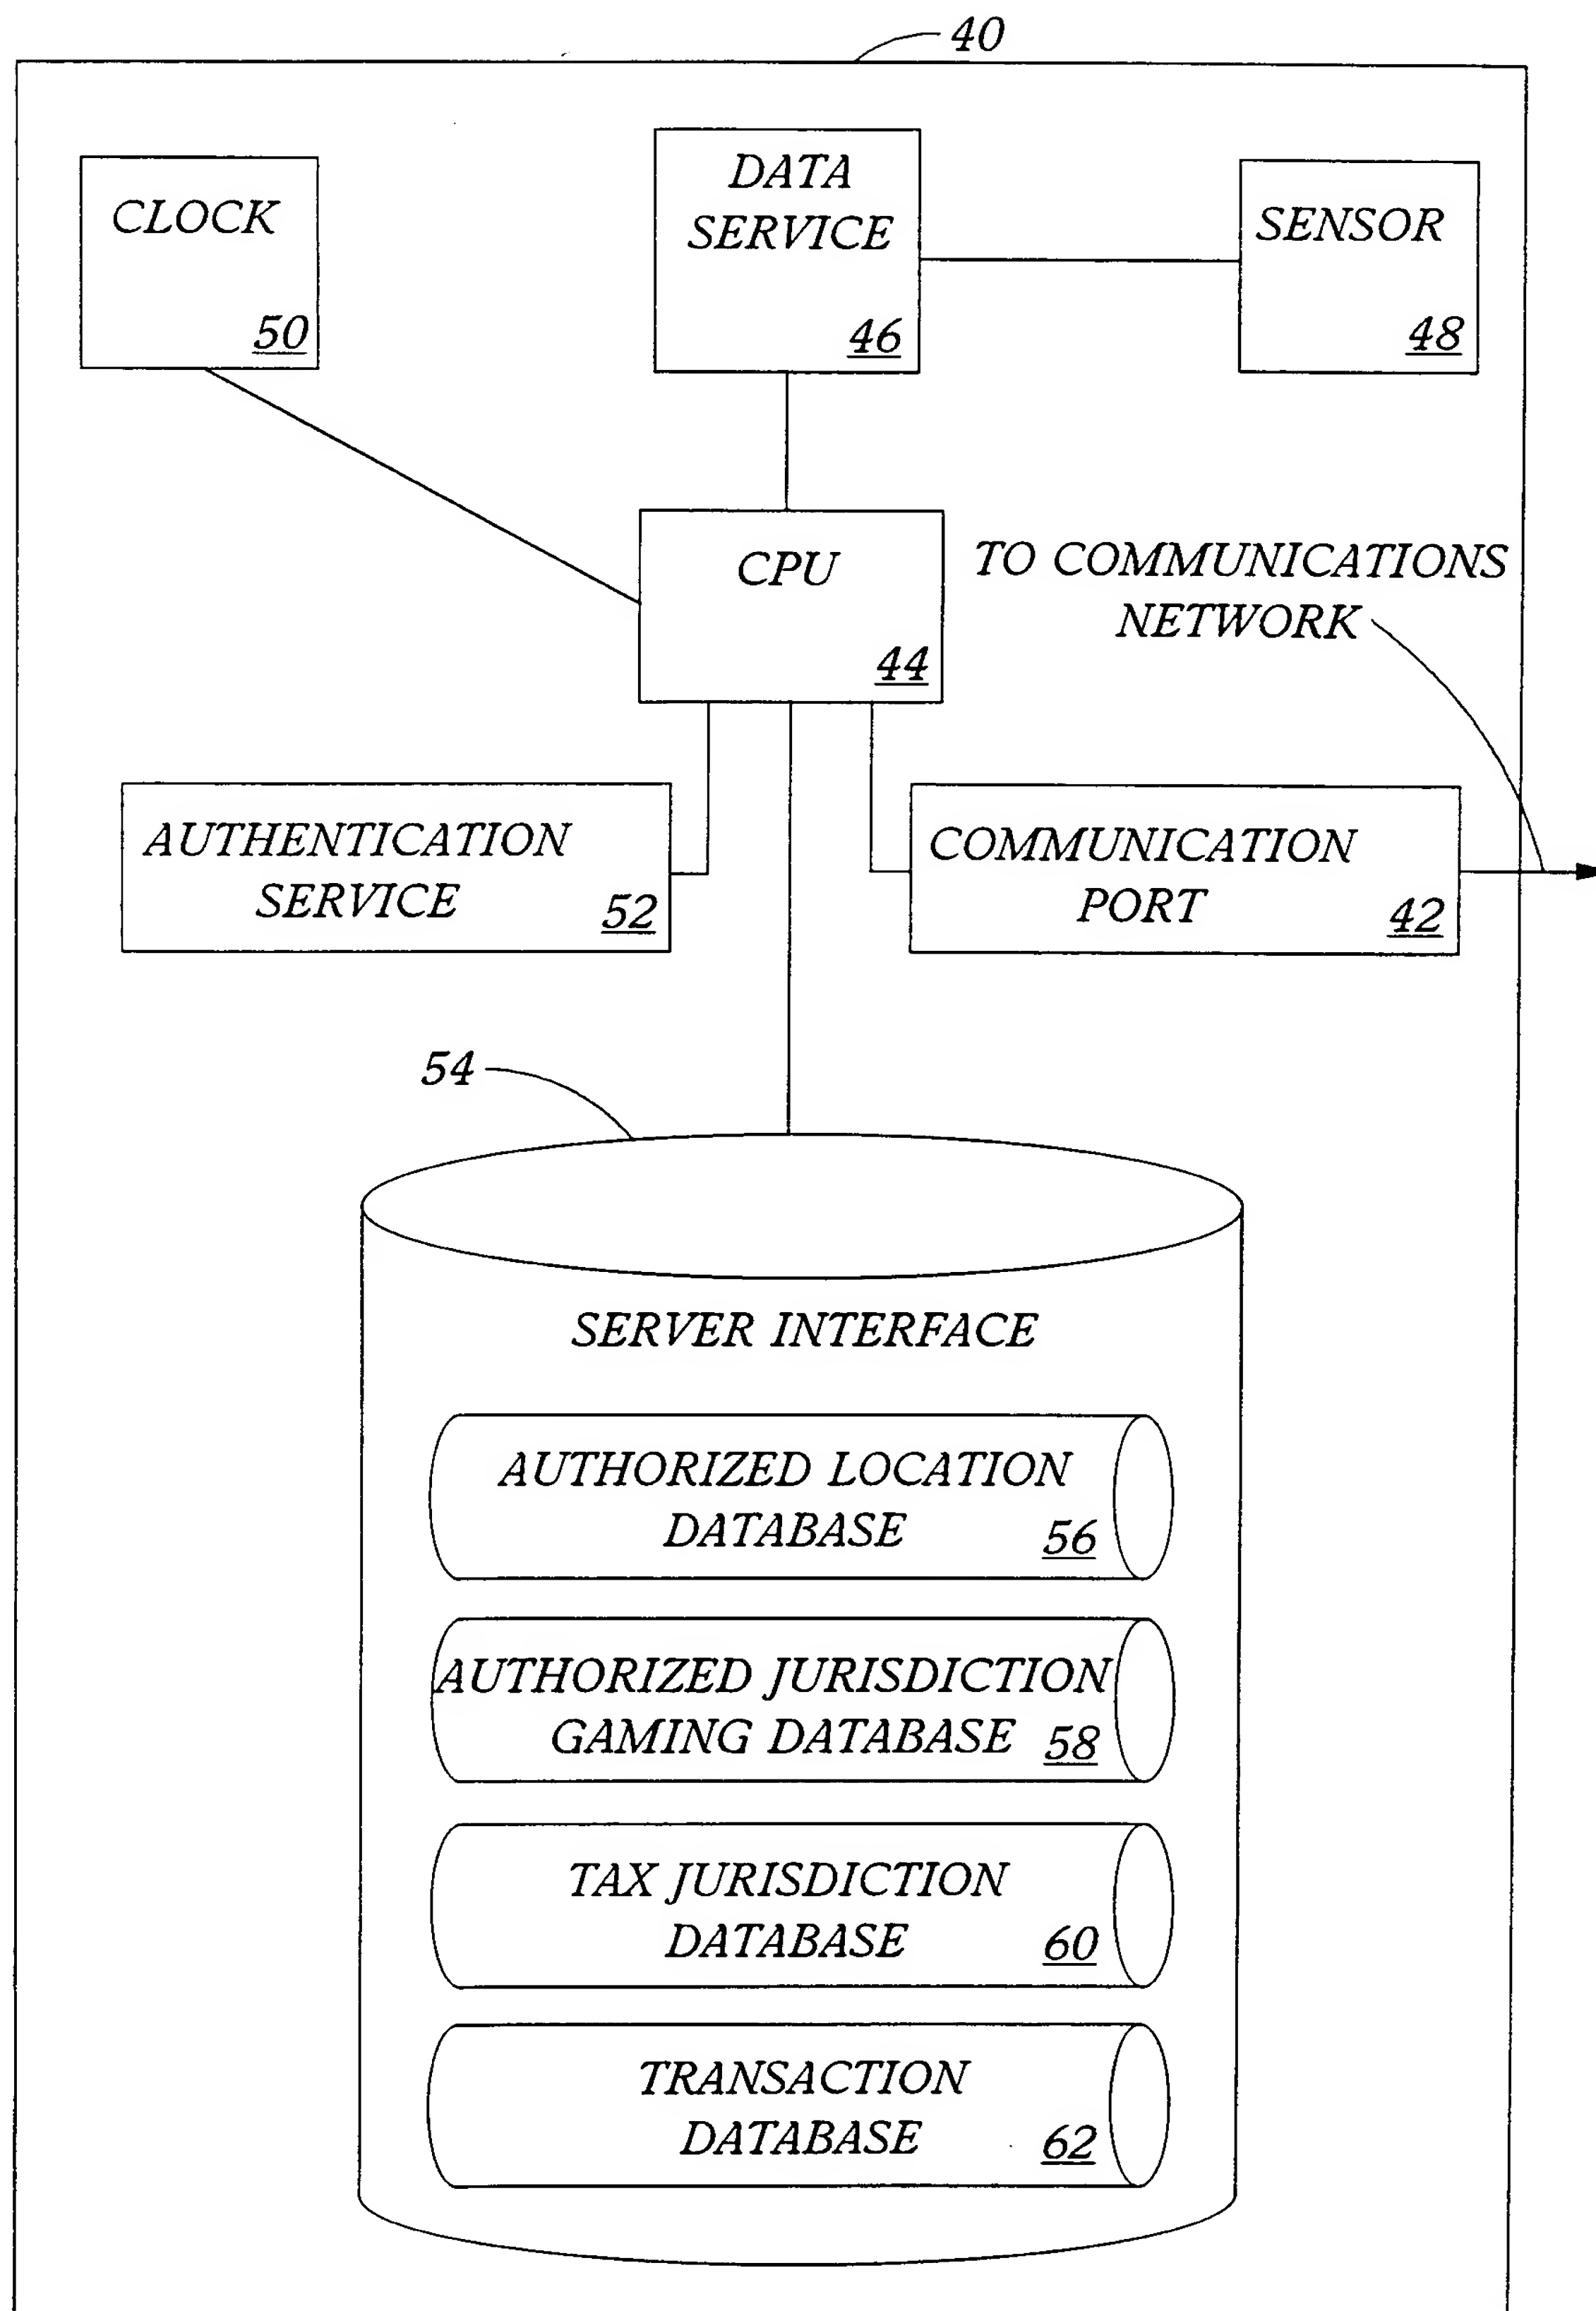 40
CLOCK
50
DATA
SERVICE
46
SENSOR
48
CPU
44
TO COMMUNICATIONS
NETWORK
AUTHENTICATION
SERVICE
52
COMMUNICATION
PORT
42
54
SERVER INTERFACE
AUTHORIZED LOCATION
DATABASE
56
AUTHORIZED JURISDICTION
GAMING DATABASE
58
TAX JURISDICTION
DATABASE
60
TRANSACTION
DATABASE
62